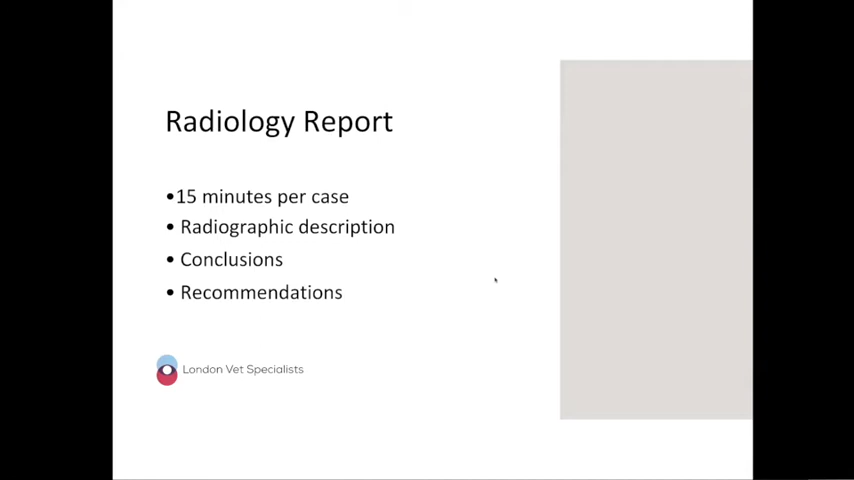 Radiology Report
•15 minutes per case
• Radiographic description
• Conclusions
• Recommendations
London Vet Specialists